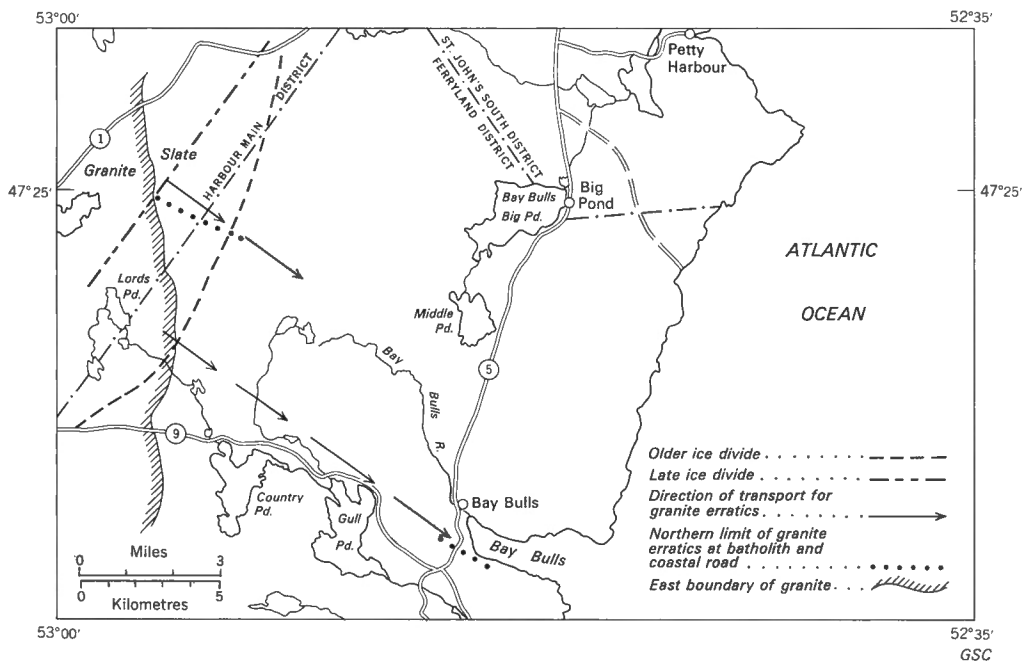 53°00′
52°35′
Petty
Harbour
ST. JOHN'S SOUTH DISTRICT
FERRYLAND DISTRICT
HARBOUR MAIN DISTRICT
1
Granite
Slate
47°25′
47°25′
Bay Bulls
Big Pd.
Big
Pond
ATLANTIC
OCEAN
Lords
Pd.
Middle
Pd.
Bay Bulls R.
5
9
Country
Pd.
Gull
Pd.
Bay Bulls
Bay Bulls
Older ice divide . . . . . . .
Late ice divide . . . . . . .
Direction of transport for
granite erratics . . . . . . .
Northern limit of granite
erratics at batholith and
coastal road . . . . . . . .
East boundary of granite . . .
Miles
0 3
0 5
Kilometres
53°00′
52°35′
GSC